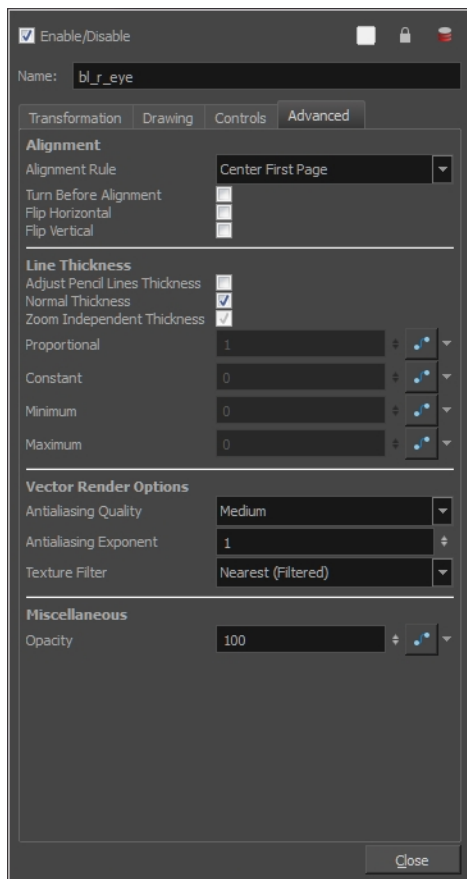 Enable/Disable
Name: bl_r_eye
Transformation Drawing Controls Advanced
Alignment
Alignment Rule Center First Page
Turn Before Alignment
Flip Horizontal
Flip Vertical
Line Thickness
Adjust Pencil Lines Thickness
Normal Thickness
Zoom Independent Thickness
Proportional 1
Constant 0
Minimum 0
Maximum 0
Vector Render Options
Antialiasing Quality Medium
Antialiasing Exponent 1
Texture Filter Nearest (Filtered)
Miscellaneous
Opacity 100
Close